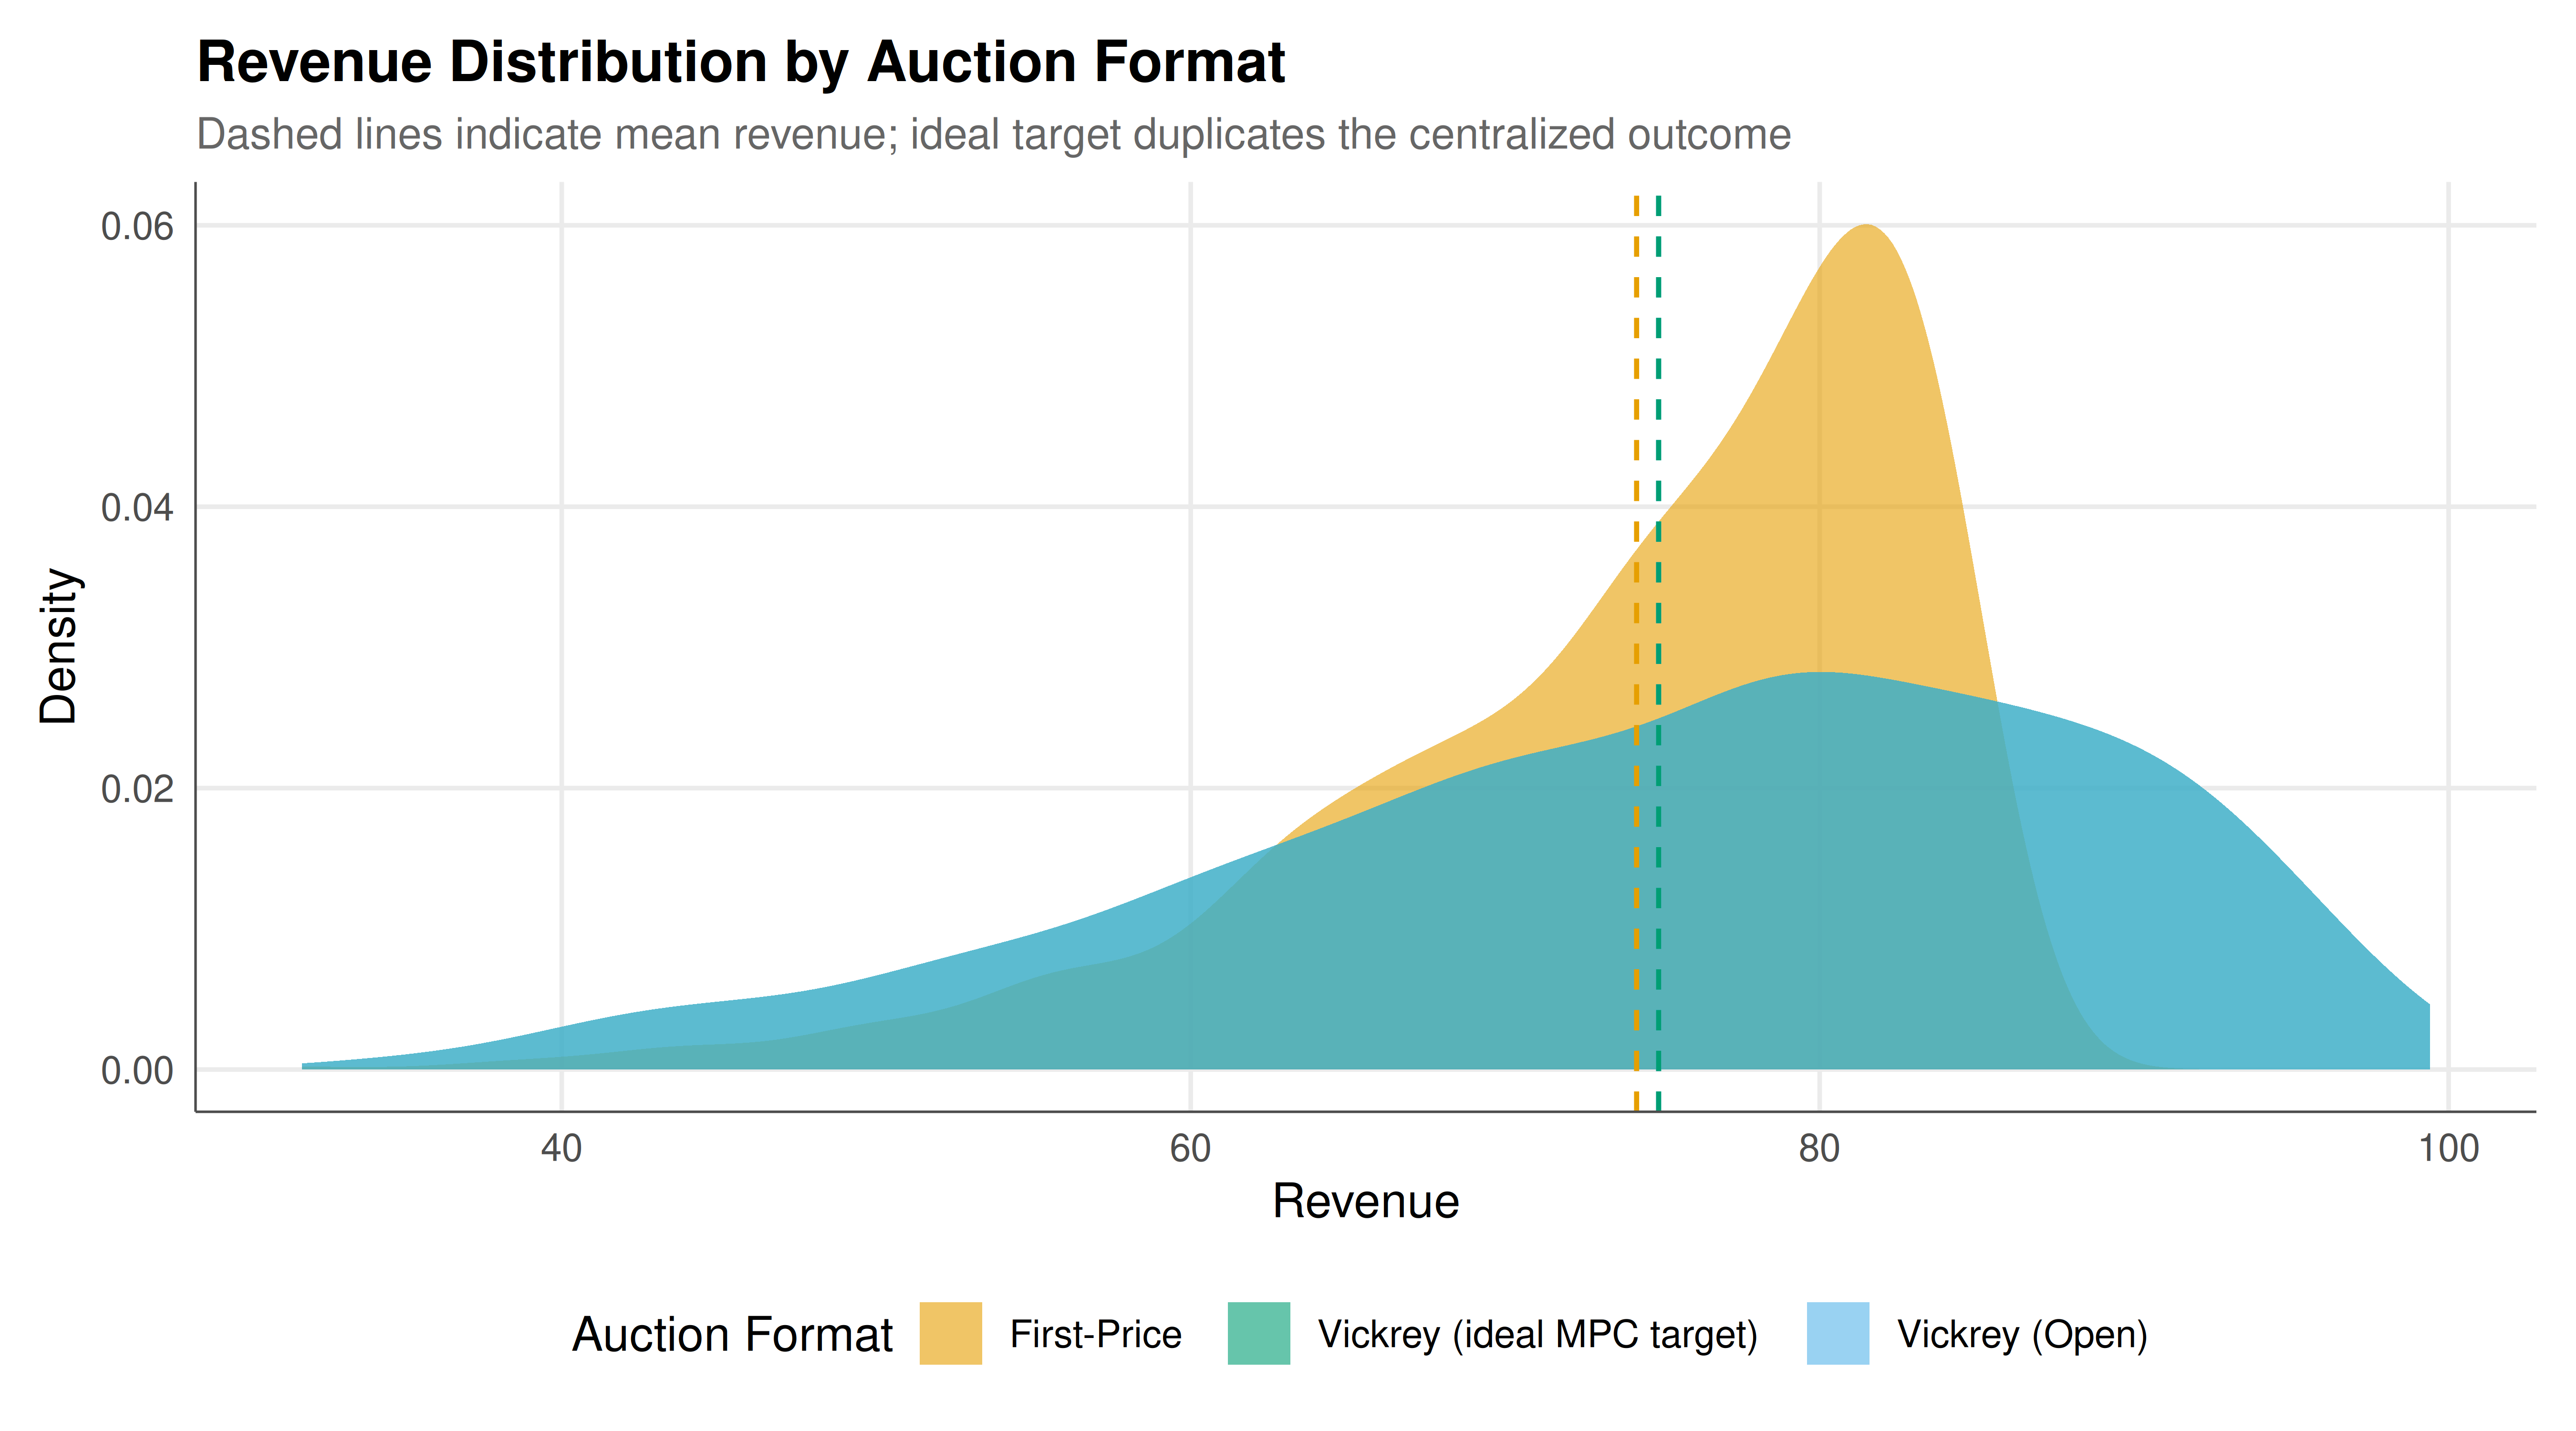 Revenue Distribution by Auction Format
Dashed lines indicate mean revenue; ideal target duplicates the centralized outcome
0.06
0.04
0.02
0.00
Density
40 60 80 100
Revenue
Auction Format First-Price Vickrey (ideal MPC target) Vickrey (Open)